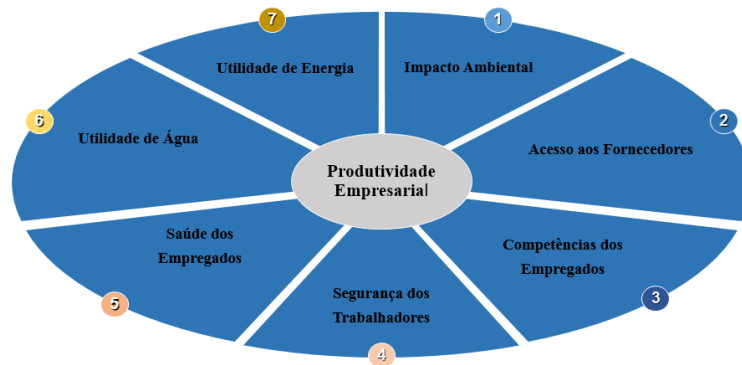 7
1
Utilidade de Energia
Impacto Ambiental
6
2
Utilidade de Água
Acesso aos Fornecedores
Produtividade
Empresarial
Saúde dos
Empregados
Competências dos
Empregados
Segurança dos
Trabalhadores
5
3
4